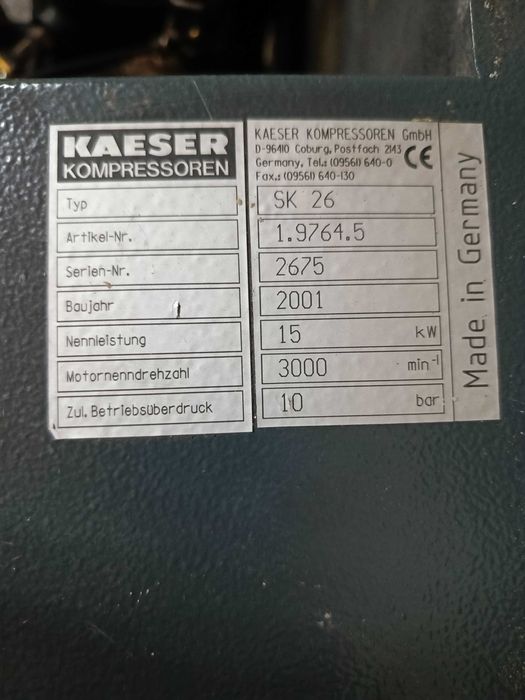 KAESER
KOMPRESSOREN
KAESER KOMPRESSOREN GmbH
D-96410 Coburg, Postfach 2143
Germany, Tel.: (09561) 640-0
Fax.: (09561) 640-130
CE
Typ SK 26
Artikel-Nr. 1.9764.5
Serien-Nr. 2675
Baujahr 2001
Nennleistung 15 kW
Motornenndrehzahl 3000 min⁻¹
Zul. Betriebsüberdruck 10 bar
Made in Germany